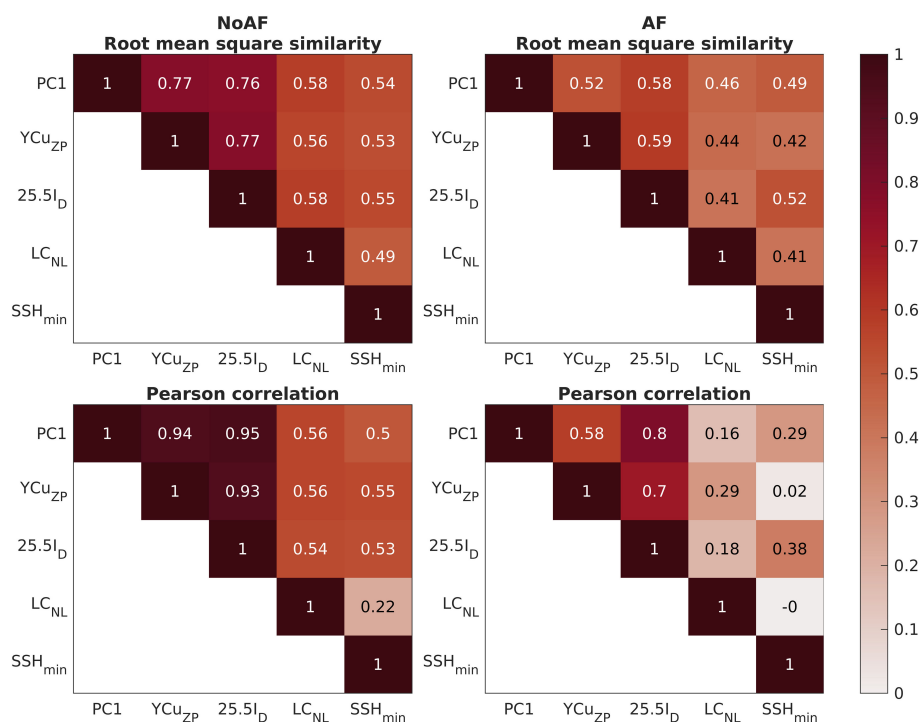 NoAF
Root mean square similarity
PC1 1 0.77 0.76 0.58 0.54
YCu_ZP 1 0.77 0.56 0.53
25.5I_D 1 0.58 0.55
LC_NL 1 0.49
SSH_min 1
PC1 YCu_ZP 25.5I_D LC_NL SSH_min
AF
Root mean square similarity
PC1 1 0.52 0.58 0.46 0.49
YCu_ZP 1 0.59 0.44 0.42
25.5I_D 1 0.41 0.52
LC_NL 1 0.41
SSH_min 1
PC1 YCu_ZP 25.5I_D LC_NL SSH_min
Pearson correlation
PC1 1 0.94 0.95 0.56 0.5
YCu_ZP 1 0.93 0.56 0.55
25.5I_D 1 0.54 0.53
LC_NL 1 0.22
SSH_min 1
PC1 YCu_ZP 25.5I_D LC_NL SSH_min
Pearson correlation
PC1 1 0.58 0.8 0.16 0.29
YCu_ZP 1 0.7 0.29 0.02
25.5I_D 1 0.18 0.38
LC_NL 1 -0
SSH_min 1
PC1 YCu_ZP 25.5I_D LC_NL SSH_min
1
0.9
0.8
0.7
0.6
0.5
0.4
0.3
0.2
0.1
0